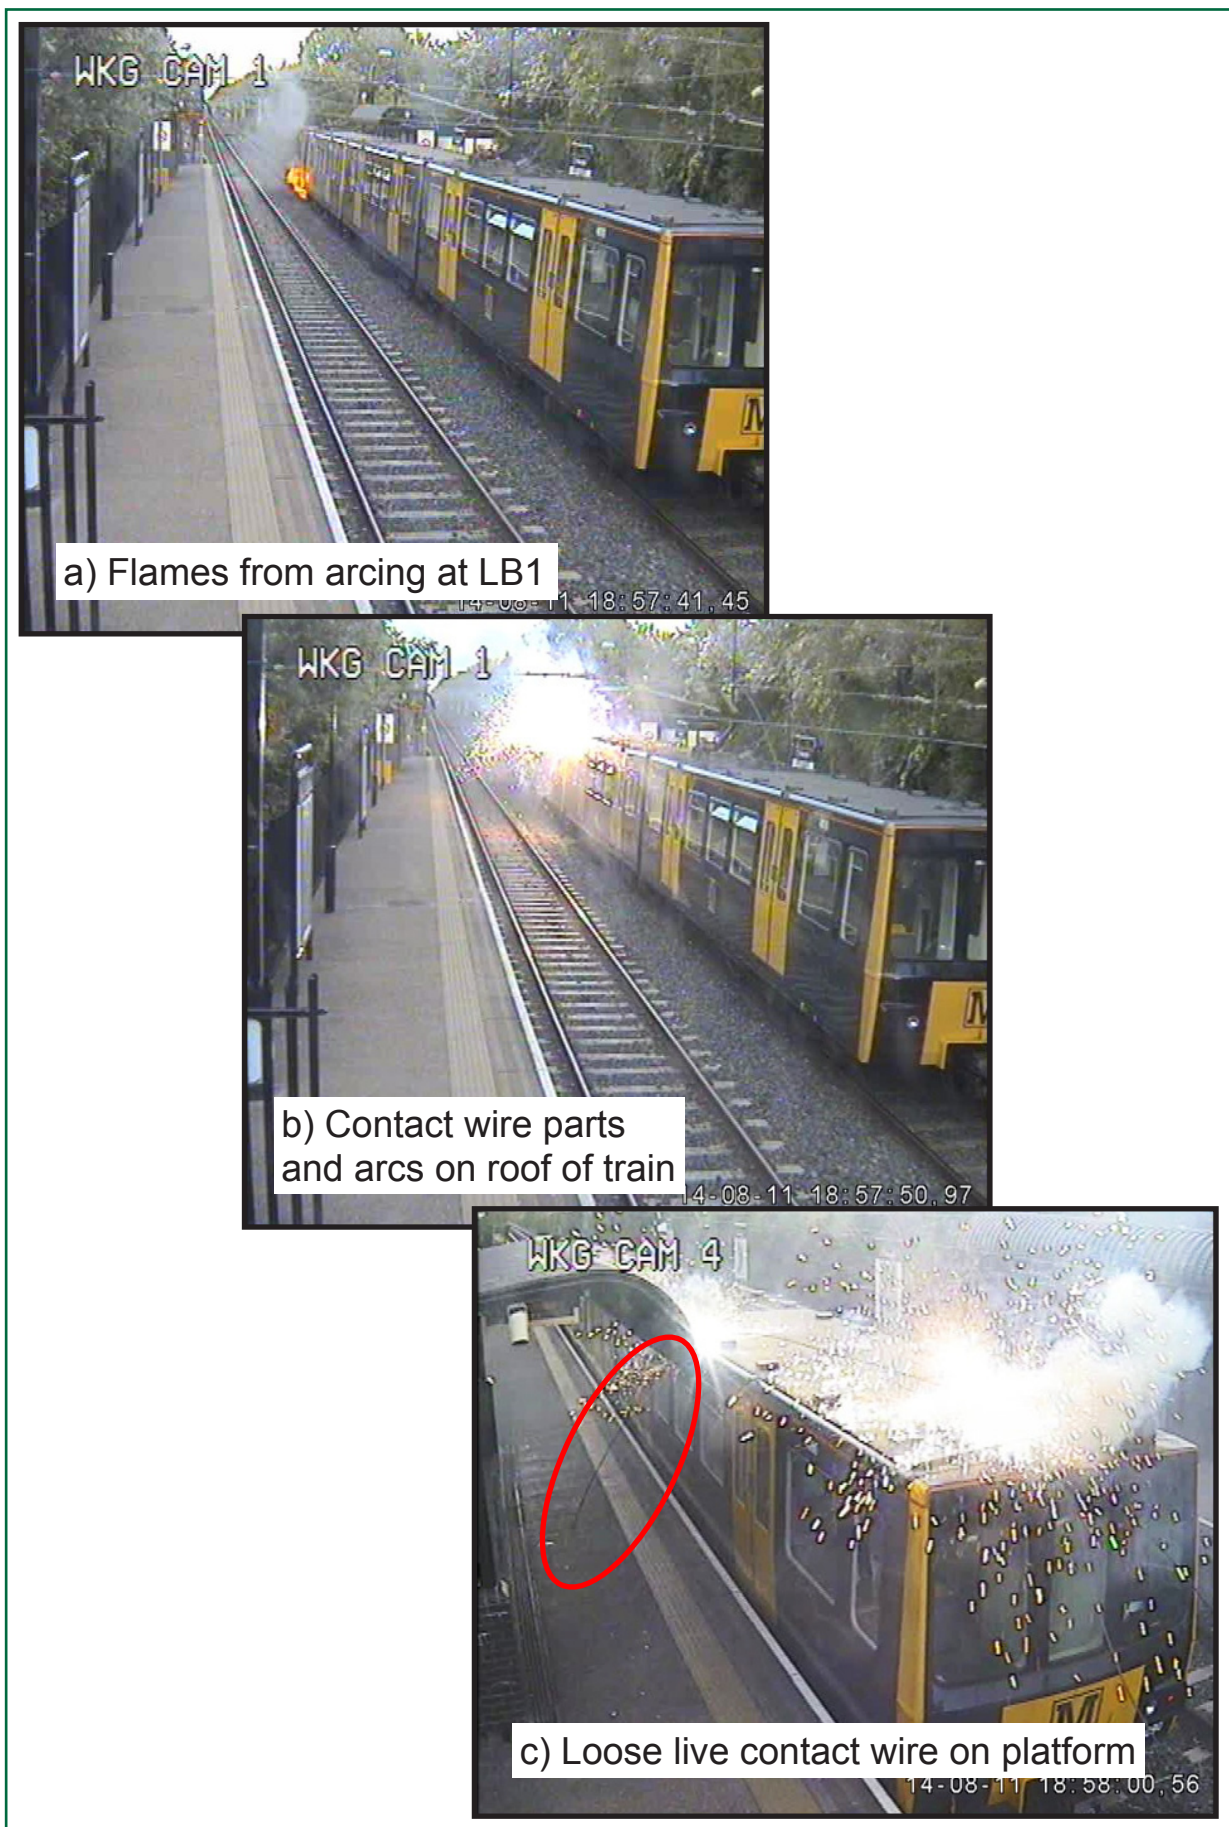 WKG CAM 1
a) Flames from arcing at LB1
14-08-11 18:57:41,45
WKG CAM 1
M
b) Contact wire parts
and arcs on roof of train
14-08-11 18:57:50,97
WKG CAM 4
M
c) Loose live contact wire on platform
14-08-11 18:58:00,56